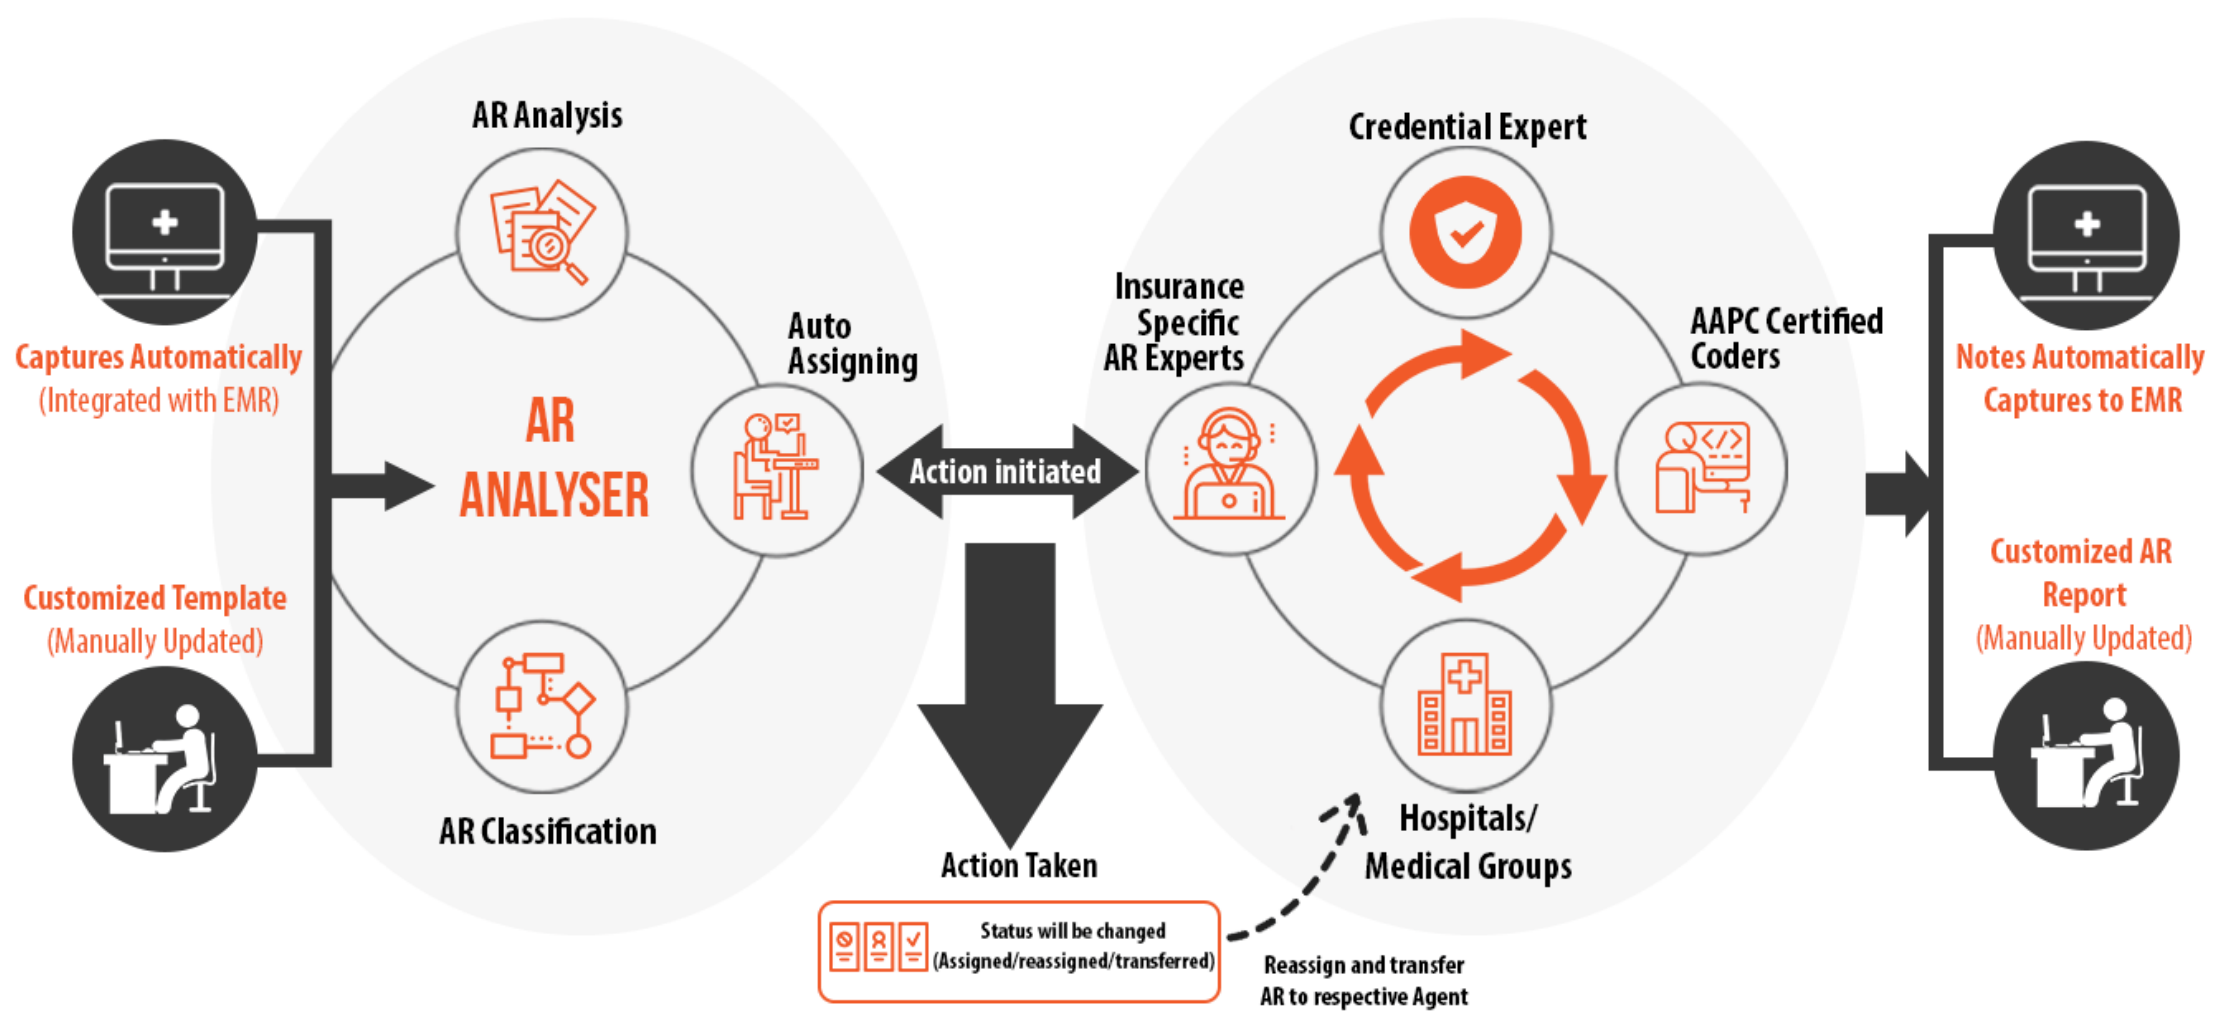 AR Analysis
Captures Automatically
(Integrated with EMR)
Customized Template
(Manually Updated)
AR
ANALYSER
Auto
Assigning
AR Classification
Action initiated
Action Taken
Status will be changed
(Assigned/reassigned/transferred)
Reassign and transfer
AR to respective Agent
Credential Expert
Insurance
Specific
AR Experts
AAPC Certified
Coders
Hospitals/
Medical Groups
Notes Automatically
Captures to EMR
Customized AR
Report
(Manually Updated)